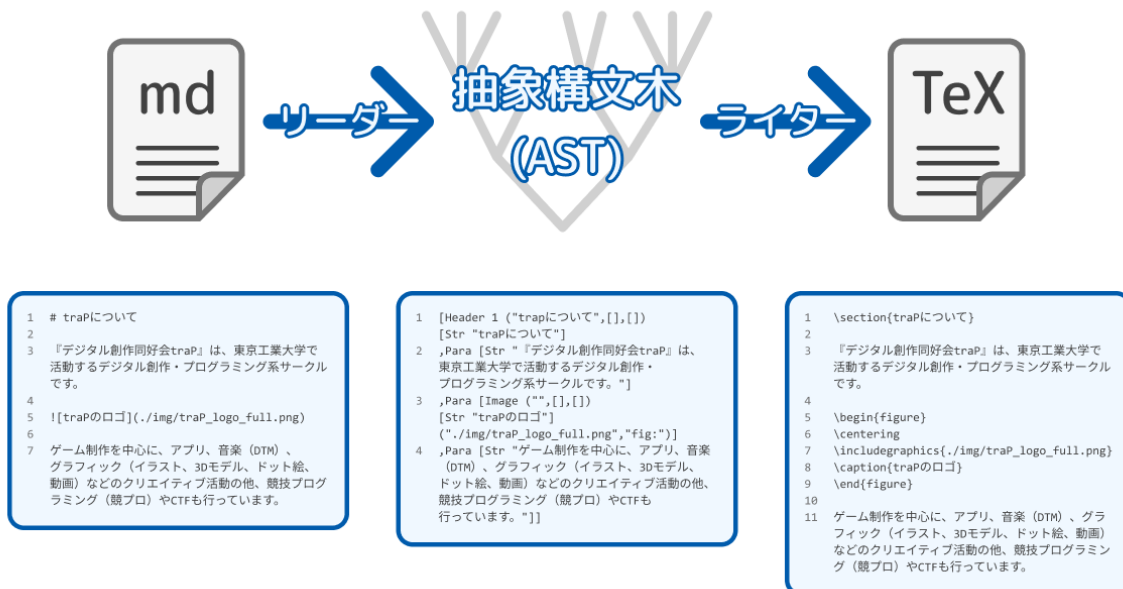 md
リーダー
抽象構文木
(AST)
ライター
TeX
1 # traPについて
2
3 『デジタル創作同好会traP』は、東京工業大学で
活動するデジタル創作・プログラミング系サークル
です。
4
5 ![traPのロゴ](./img/traP_logo_full.png)
6
7 ゲーム制作を中心に、アプリ、音楽（DTM）、
グラフィック（イラスト、3Dモデル、ドット絵、
動画）などのクリエイティブ活動の他、競技プログ
ラミング（競プロ）やCTFも行っています。
1 [Header 1 ("trapについて",[],[])
[Str "traPについて"]
2 ,Para [Str "『デジタル創作同好会traP』は、
東京工業大学で活動するデジタル創作・
プログラミング系サークルです。"]
3 ,Para [Image ("",[],[])
[Str "traPのロゴ"]
("./img/traP_logo_full.png","fig:")]
4 ,Para [Str "ゲーム制作を中心に、アプリ、音楽
（DTM）、グラフィック（イラスト、3Dモデル、
ドット絵、動画）などのクリエイティブ活動の他、
競技プログラミング（競プロ）やCTFも
行っています。"]]
1 \section{traPについて}
2
3 『デジタル創作同好会traP』は、東京工業大学で
活動するデジタル創作・プログラミング系サークル
です。
4
5 \begin{figure}
6 \centering
7 \includegraphics{./img/traP_logo_full.png}
8 \caption{traPのロゴ}
9 \end{figure}
10
11 ゲーム制作を中心に、アプリ、音楽（DTM）、グラ
フィック（イラスト、3Dモデル、ドット絵、動画）
などのクリエイティブ活動の他、競技プログラミン
グ（競プロ）やCTFも行っています。